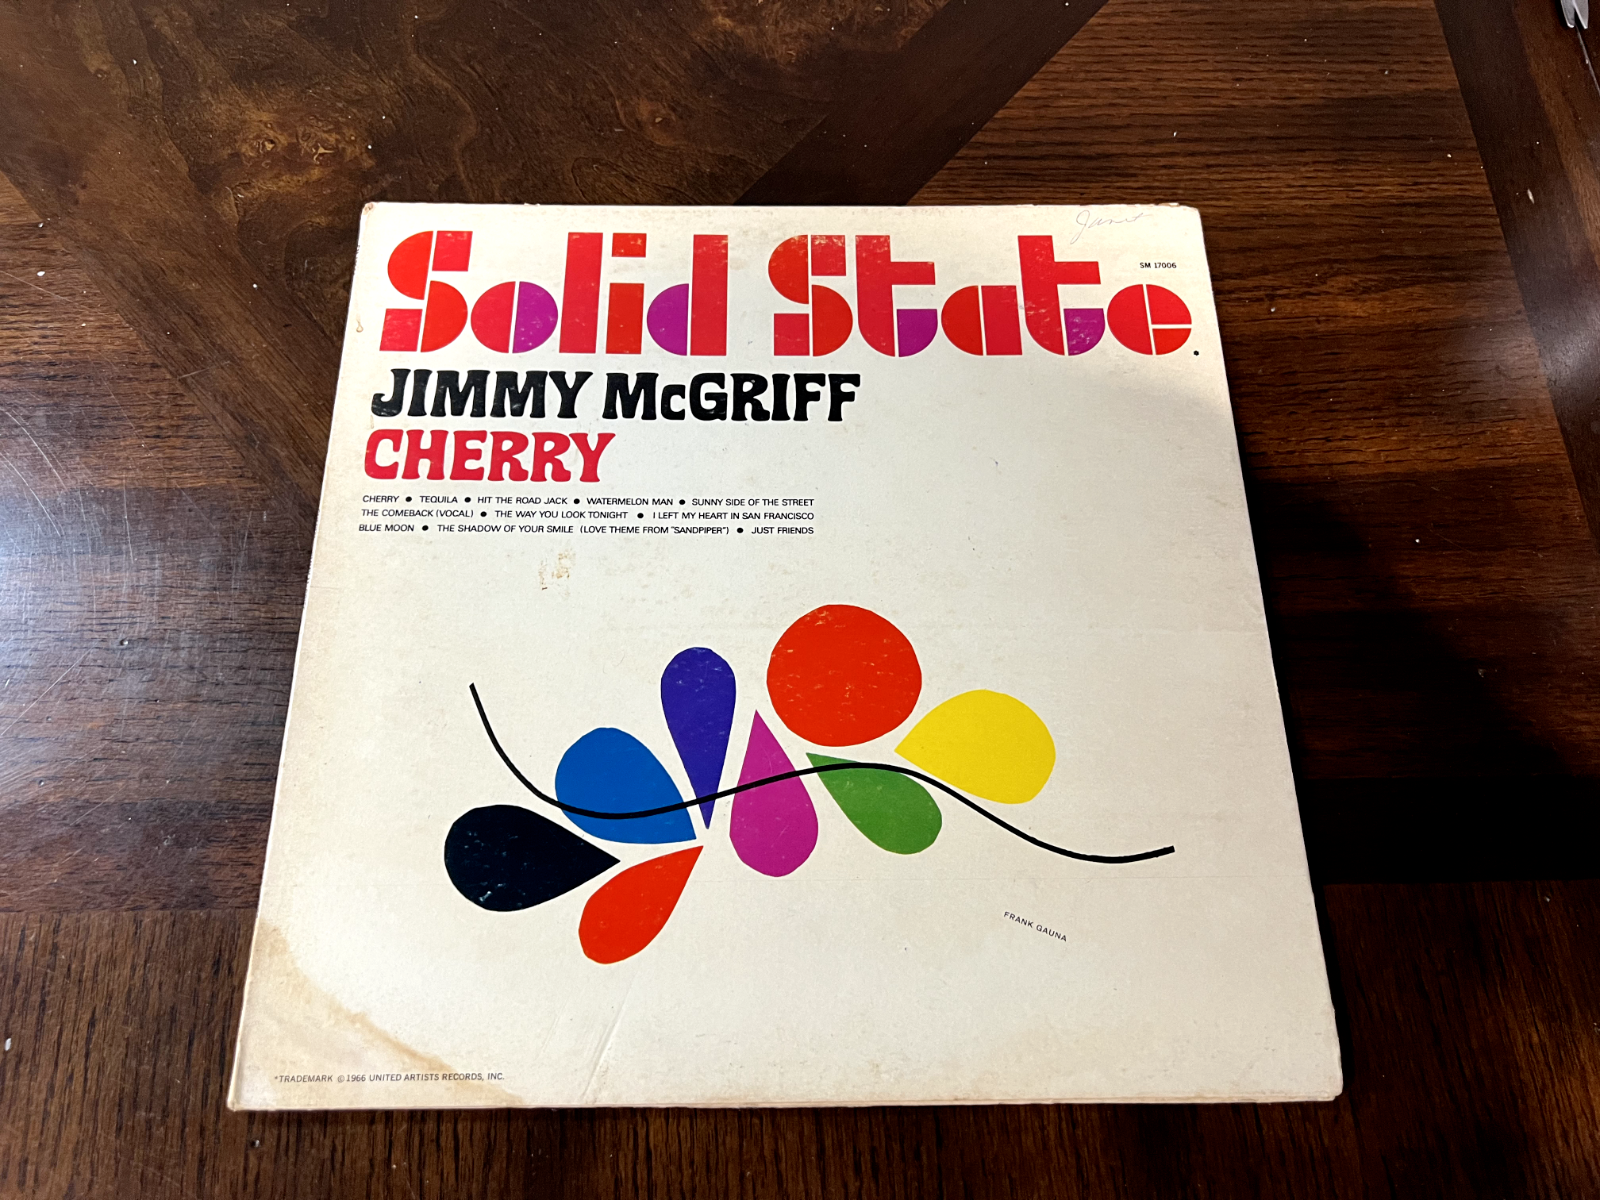 Janet
Solid State.
SM 17006
JIMMY McGRIFF
CHERRY
CHERRY ● TEQUILA ● HIT THE ROAD JACK ● WATERMELON MAN ● SUNNY SIDE OF THE STREET
THE COMEBACK (VOCAL) ● THE WAY YOU LOOK TONIGHT ● I LEFT MY HEART IN SAN FRANCISCO
BLUE MOON ● THE SHADOW OF YOUR SMILE (LOVE THEME FROM "SANDPIPER") ● JUST FRIENDS
FRANK GAUNA
*TRADEMARK ©1966 UNITED ARTISTS RECORDS, INC.